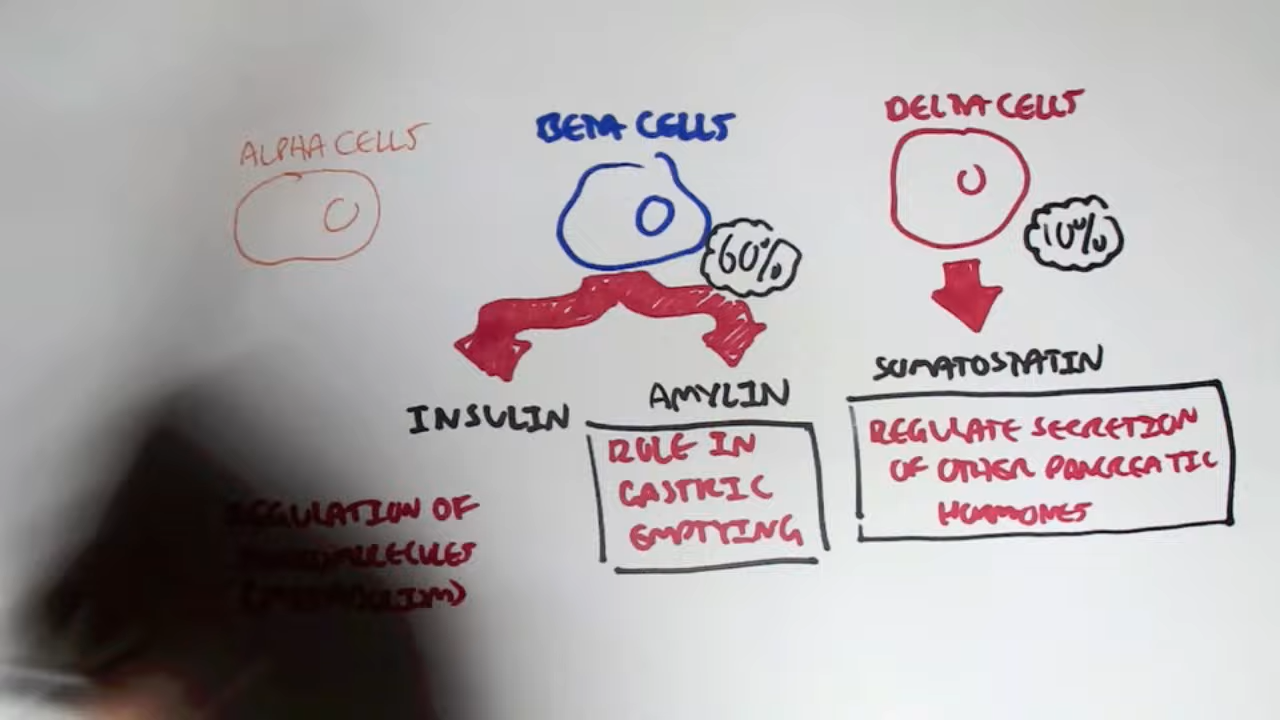 ALPHA CELLS
BETA CELLS
60%
INSULIN
AMYLIN
ROLE IN
GASTRIC
EMPTYING
DELTA CELLS
10%
SOMATOSTATIN
REGULATE SECRETION
OF OTHER PANCREATIC
HORMONES
REGULATION OF
(METABOLISM)